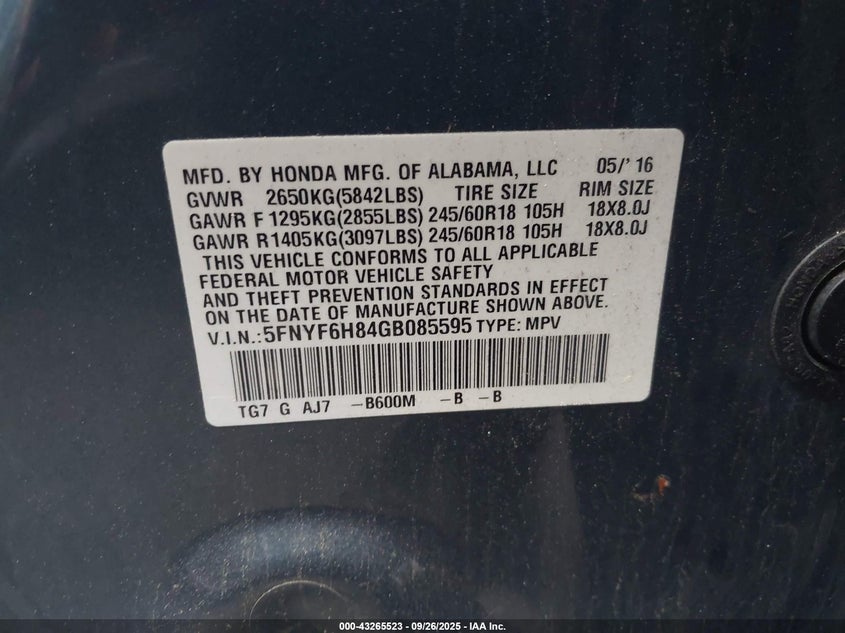 MFD. BY HONDA MFG. OF ALABAMA, LLC 05/'16
GVWR 2650KG(5842LBS) TIRE SIZE RIM SIZE
GAWR F 1295KG(2855LBS) 245/60R18 105H 18X8.0J
GAWR R1405KG(3097LBS) 245/60R18 105H 18X8.0J
THIS VEHICLE CONFORMS TO ALL APPLICABLE
FEDERAL MOTOR VEHICLE SAFETY
AND THEFT PREVENTION STANDARDS IN EFFECT
ON THE DATE OF MANUFACTURE SHOWN ABOVE.
V.I.N.:5FNYF6H84GB085595 TYPE: MPV
TG7 G AJ7 -B600M -B -B
000-43265523 - 09/26/2025 - IAA Inc.